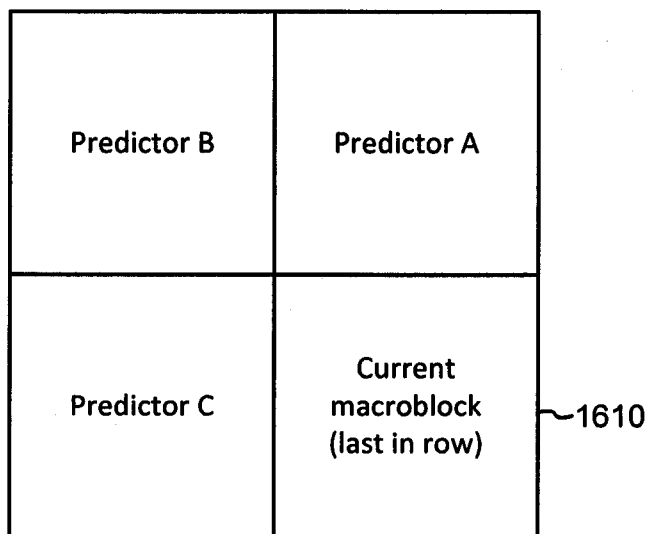 Predictor B
Predictor A
Predictor C
Current
macroblock
(last in row)
1610